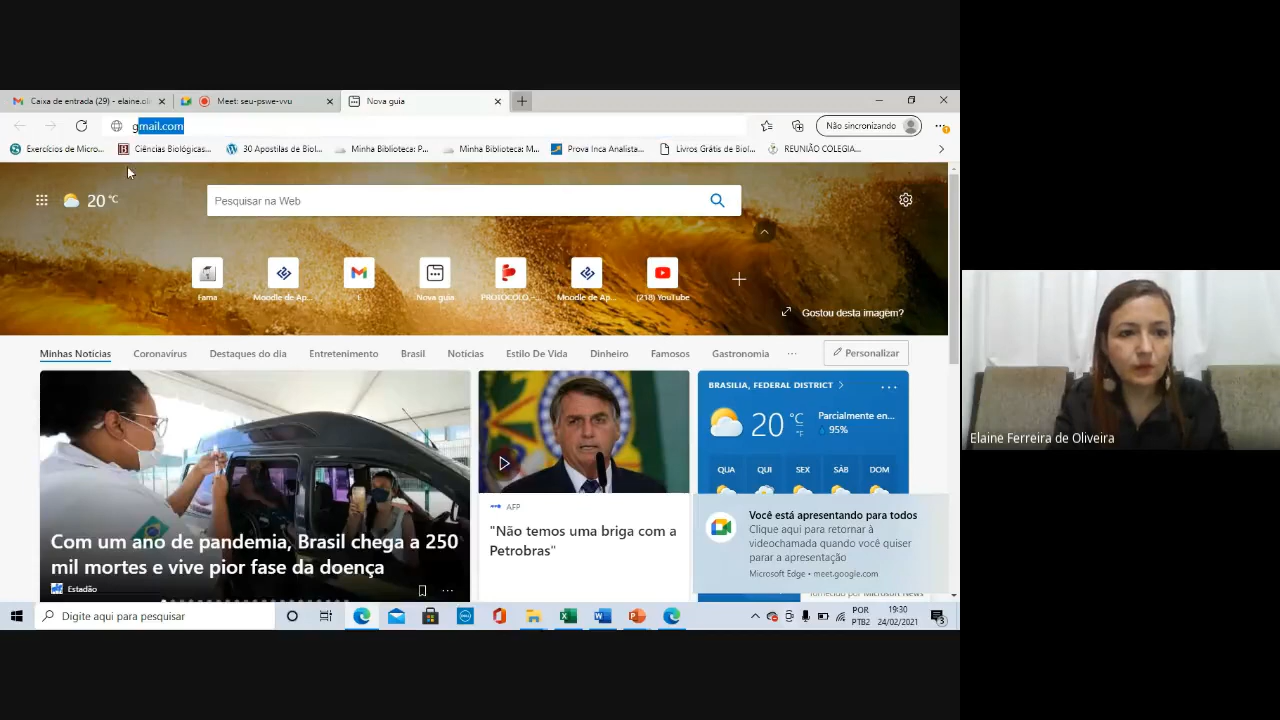 Caixa de entrada (29) - elaine.oli
Meet: seu-pswe-vvu
Nova guia
gmail.com
Não sincronizando
Exercícios de Micro...
Ciências Biológicas...
30 Apostilas de Biol...
Minha Biblioteca: P...
Minha Biblioteca: M...
Prova Inca Analista...
Livros Grátis de Biol...
REUNIÃO COLEGIA...
20 °C
Pesquisar na Web
Fama
Moodle de Ap...
Nova guia
PROTOCOLO -...
Moodle de Ap...
(218) YouTube
Gostou desta imagem?
Minhas Notícias
Coronavírus
Destaques do dia
Entretenimento
Brasil
Notícias
Estilo De Vida
Dinheiro
Famosos
Gastronomia
Personalizar
Com um ano de pandemia, Brasil chega a 250
mil mortes e vive pior fase da doença
Estadão
AFP
"Não temos uma briga com a
Petrobras"
BRASILIA, FEDERAL DISTRICT
20 °C
°F
Parcialmente en...
95%
QUA
QUI
SEX
SÁB
DOM
Você está apresentando para todos
Clique aqui para retornar à
videochamada quando você quiser
parar a apresentação
Microsoft Edge • meet.google.com
Elaine Ferreira de Oliveira
Digite aqui para pesquisar
POR
PTB2
19:30
24/02/2021
3